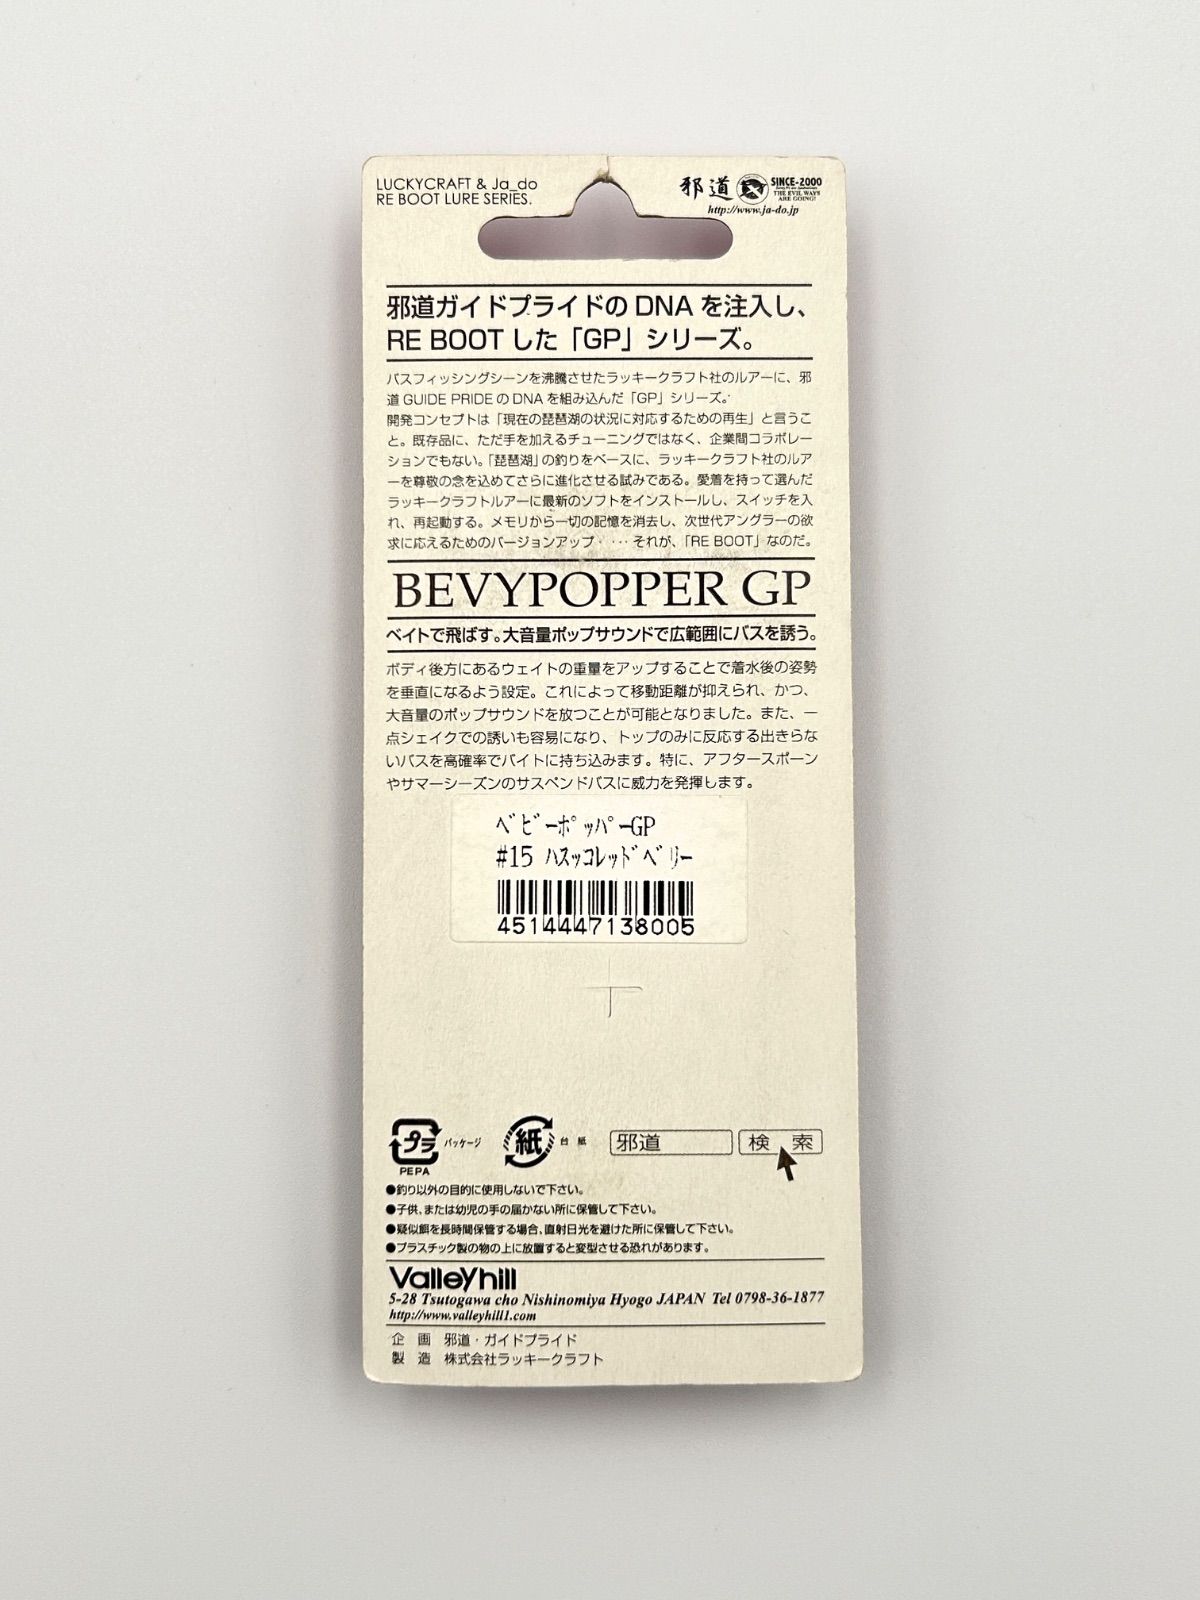 LUCKYCRAFT & Ja_do
RE BOOT LURE SERIES.
邪道
SINCE-2000
THE EVIL WAYS
ARE GOING!
http://www.ja-do.jp
邪道ガイドプライドの DNA を注入し、
RE BOOT した「GP」シリーズ。
バスフィッシングシーンを沸騰させたラッキークラフト社のルアーに、邪
道 GUIDE PRIDE の DNA を組み込んだ「GP」シリーズ。
開発コンセプトは「現在の琵琶湖の状況に対応するための再生」と言うこ
と。既存品に、ただ手を加えるチューニングではなく、企業間コラボレー
ションでもない。「琵琶湖」の釣りをベースに、ラッキークラフト社のルア
ーを尊敬の念を込めてさらに進化させる試みである。愛着を持って選んだ
ラッキークラフトルアーに最新のソフトをインストールし、スイッチを入
れ、再起動する。メモリから一切の記憶を消去し、次世代アングラーの欲
求に応えるためのバージョンアップ・・・・それが、「RE BOOT」なのだ。
BEVYPOPPER GP
ベイトで飛ばす。大音量ポップサウンドで広範囲にバスを誘う。
ボディ後方にあるウェイトの重量をアップすることで着水後の姿勢
を垂直になるよう設定。これによって移動距離が抑えられ、かつ、
大音量のポップサウンドを放つことが可能となりました。また、一
点シェイクでの誘いも容易になり、トップのみに反応する出きらな
いバスを高確率でバイトに持ち込みます。特に、アフタースポーン
やサマーシーズンのサスペンドバスに威力を発揮します。
ﾍﾞﾋﾞｰﾎﾟｯﾊﾟｰGP
#15 ﾊｽｯｺﾚｯﾄﾞﾍﾞﾘｰ
4514447138005
プラ パッケージ 紙 台紙 邪道 検索
PEPA
●釣り以外の目的に使用しないで下さい。
●子供、または幼児の手の届かない所に保管して下さい。
●疑似餌を長時間保管する場合、直射日光を避けた所に保管して下さい。
●プラスチック製の物の上に放置すると変型させる恐れがあります。
Valleyhill
5-28 Tsutogawa cho Nishinomiya Hyogo JAPAN Tel 0798-36-1877
http://www.valleyhill1.com
企画 邪道・ガイドプライド
製造 株式会社ラッキークラフト